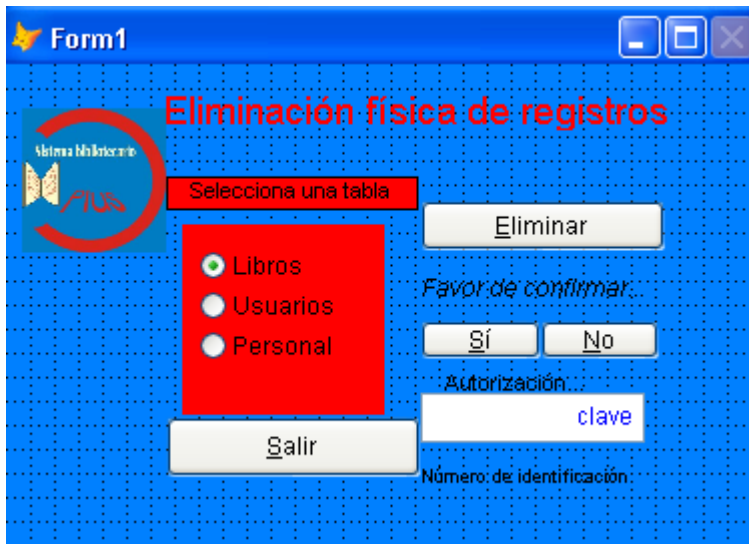 Form1
Eliminación física de registros
Sistema bibliotecario
PIUS
Selecciona una tabla
Eliminar
Libros
Usuarios
Personal
Favor de confirmar...
Sí
No
Autorización...
clave
Salir
Número de identificación